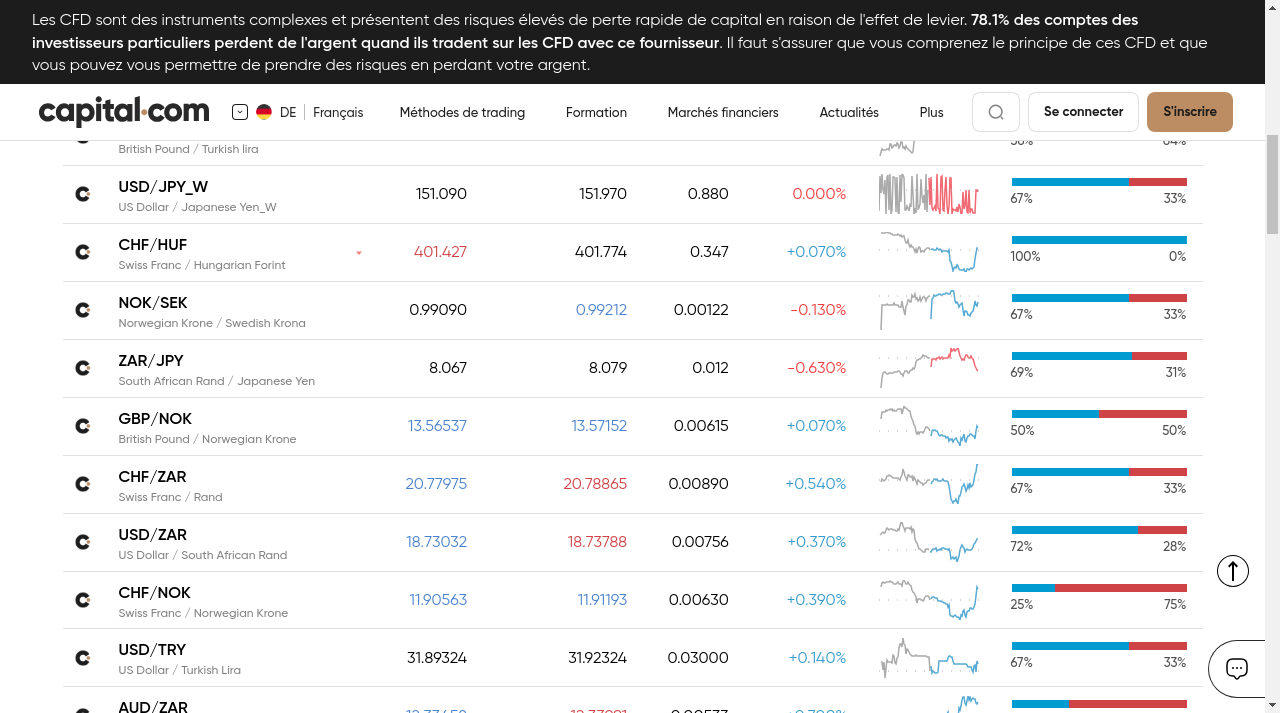 Les CFD sont des instruments complexes et présentent des risques élevés de perte rapide de capital en raison de l'effet de levier. 78.1% des comptes des
investisseurs particuliers perdent de l'argent quand ils tradent sur les CFD avec ce fournisseur. Il faut s'assurer que vous comprenez le principe de ces CFD et que
vous pouvez vous permettre de prendre des risques en perdant votre argent.
capital.com DE Français Méthodes de trading Formation Marchés financiers Actualités Plus Se connecter S'inscrire
British Pound / Turkish lira
USD/JPY_W 151.090 151.970 0.880 0.000%
US Dollar / Japanese Yen_W 67% 33%
CHF/HUF 401.427 401.774 0.347 +0.070%
Swiss Franc / Hungarian Forint 100% 0%
NOK/SEK 0.99090 0.99212 0.00122 -0.130%
Norwegian Krone / Swedish Krona 67% 33%
ZAR/JPY 8.067 8.079 0.012 -0.630%
South African Rand / Japanese Yen 69% 31%
GBP/NOK 13.56537 13.57152 0.00615 +0.070%
British Pound / Norwegian Krone 50% 50%
CHF/ZAR 20.77975 20.78865 0.00890 +0.540%
Swiss Franc / Rand 67% 33%
USD/ZAR 18.73032 18.73788 0.00756 +0.370%
US Dollar / South African Rand 72% 28%
CHF/NOK 11.90563 11.91193 0.00630 +0.390%
Swiss Franc / Norwegian Krone 25% 75%
USD/TRY 31.89324 31.92324 0.03000 +0.140%
US Dollar / Turkish Lira 67% 33%
AUD/ZAR